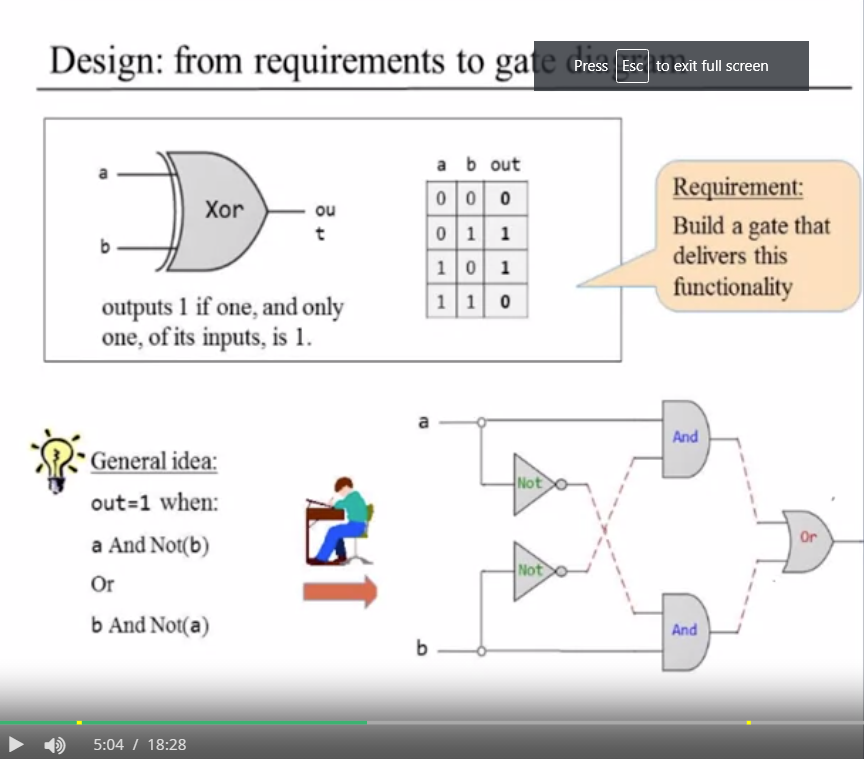 Design: from requirements to gate diagram
Press Esc to exit full screen
a
b
Xor
ou
t
outputs 1 if one, and only
one, of its inputs, is 1.
a b out
0 0 0
0 1 1
1 0 1
1 1 0
Requirement:
Build a gate that
delivers this
functionality
General idea:
out=1 when:
a And Not(b)
Or
b And Not(a)
a
And
Not
Or
Not
And
b
5:04 / 18:28